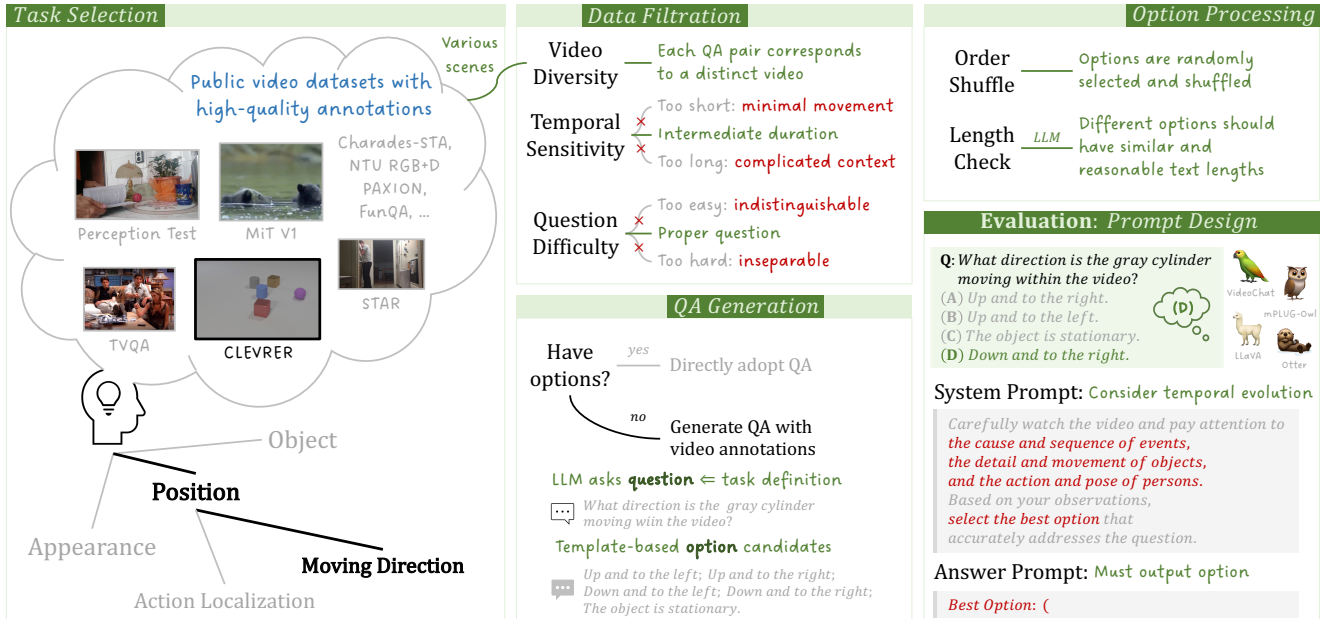 Task Selection
Various
scenes
Public video datasets with
high-quality annotations
Charades-STA,
NTU RGB+D
PAXION,
FunQA, ...
Perception Test
MiT V1
STAR
TVQA
CLEVRER
Object
Position
Appearance
Moving Direction
Action Localization
Data Filtration
Video
Diversity
Each QA pair corresponds
to a distinct video
Temporal
Sensitivity
Too short: minimal movement
Intermediate duration
Too long: complicated context
Question
Difficulty
Too easy: indistinguishable
Proper question
Too hard: inseparable
QA Generation
Have
options?
yes
Directly adopt QA
no
Generate QA with
video annotations
LLM asks question ⇐ task definition
What direction is the gray cylinder
moving wiin the video?
Template-based option candidates
Up and to the left; Up and to the right;
Down and to the left; Down and to the right;
The object is stationary.
Option Processing
Order
Shuffle
Options are randomly
selected and shuffled
Length
Check
LLM
Different options should
have similar and
reasonable text lengths
Evaluation: Prompt Design
Q: What direction is the gray cylinder
moving within the video?
(A) Up and to the right.
(B) Up and to the left.
(C) The object is stationary.
(D) Down and to the right.
(D)
VideoChat
mPLUG-Owl
LLaVA
Otter
System Prompt: Consider temporal evolution
Carefully watch the video and pay attention to
the cause and sequence of events,
the detail and movement of objects,
and the action and pose of persons.
Based on your observations,
select the best option that
accurately addresses the question.
Answer Prompt: Must output option
Best Option: (